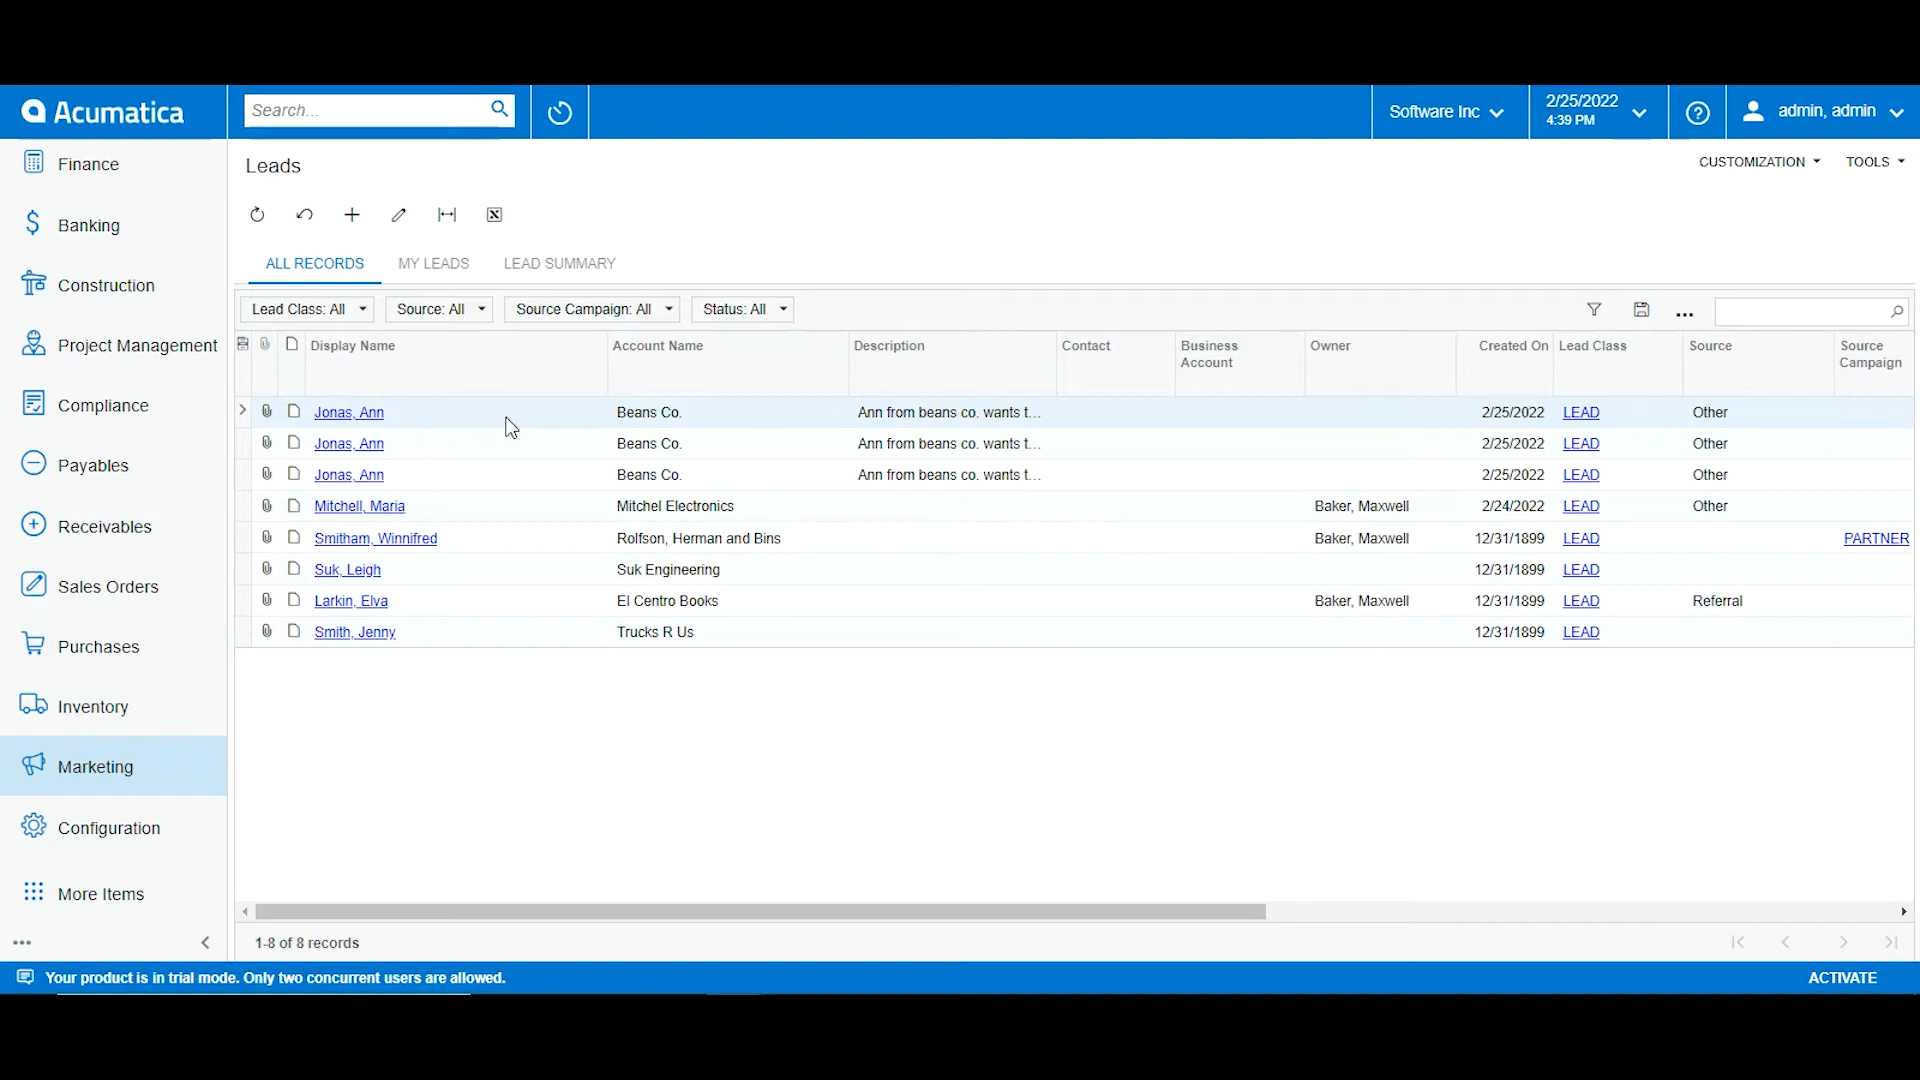 Acumatica
Search...
Software Inc
2/25/2022
4:39 PM
admin, admin
Finance
Banking
Construction
Project Management
Compliance
Payables
Receivables
Sales Orders
Purchases
Inventory
Marketing
Configuration
More Items
Leads
CUSTOMIZATION
TOOLS
ALL RECORDS MY LEADS LEAD SUMMARY
Lead Class: All Source: All Source Campaign: All Status: All
Display Name Account Name Description Contact Business Account Owner Created On Lead Class Source Source Campaign
Jonas, Ann Beans Co. Ann from beans co. wants t... 2/25/2022 LEAD Other
Jonas, Ann Beans Co. Ann from beans co. wants t... 2/25/2022 LEAD Other
Jonas, Ann Beans Co. Ann from beans co. wants t... 2/25/2022 LEAD Other
Mitchell, Maria Mitchel Electronics Baker, Maxwell 2/24/2022 LEAD Other
Smitham, Winnifred Rolfson, Herman and Bins Baker, Maxwell 12/31/1899 LEAD PARTNER
Suk, Leigh Suk Engineering 12/31/1899 LEAD
Larkin, Elva El Centro Books Baker, Maxwell 12/31/1899 LEAD Referral
Smith, Jenny Trucks R Us 12/31/1899 LEAD
1-8 of 8 records
Your product is in trial mode. Only two concurrent users are allowed.
ACTIVATE